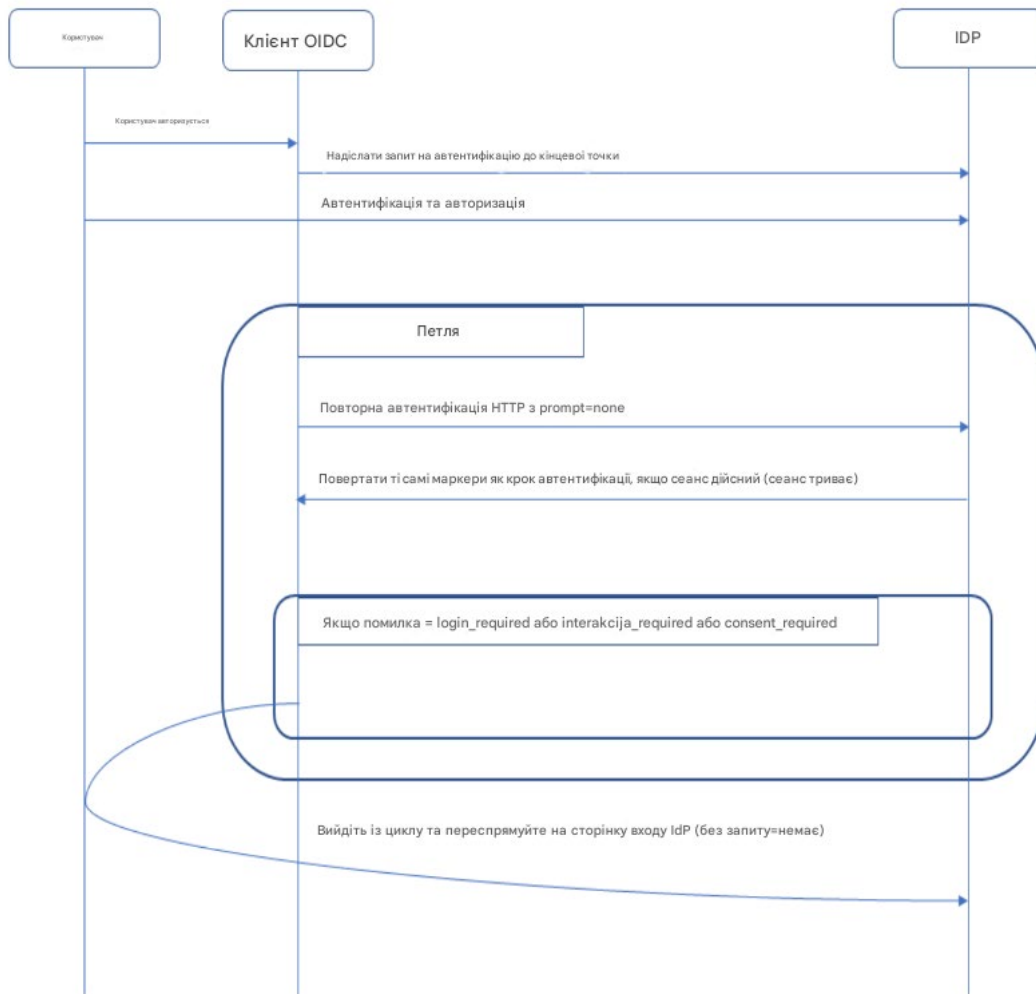 Користувач
Клієнт OIDC
IDP
Користувач авторизується
Надіслати запит на автентифікацію до кінцевої точки
Автентифікація та авторизація
Петля
Повторна автентифікація HTTP з prompt=none
Повертати ті самі маркери як крок автентифікації, якщо сеанс дійсний (сеанс триває)
Якщо помилка = login_required або interakcija_required або consent_required
Вийдіть із циклу та переспрямуйте на сторінку входу IdP (без запиту=немає)